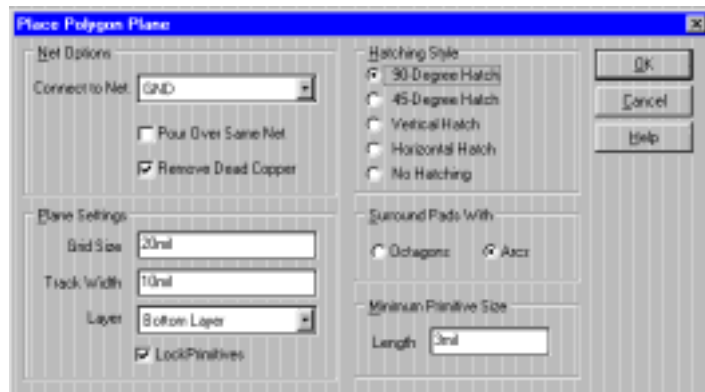 Place Polygon Plane
Net Options
Connect to Net
GND
Pour Over Same Net
Remove Dead Copper
Plane Settings
Grid Size
20mil
Track Width
10mil
Layer
Bottom Layer
LockPrimitives
Hatching Style
90-Degree Hatch
45-Degree Hatch
Vertical Hatch
Horizontal Hatch
No Hatching
Surround Pads With
Octagons
Arcs
Minimum Primitive Size
Length
3mil
OK
Cancel
Help